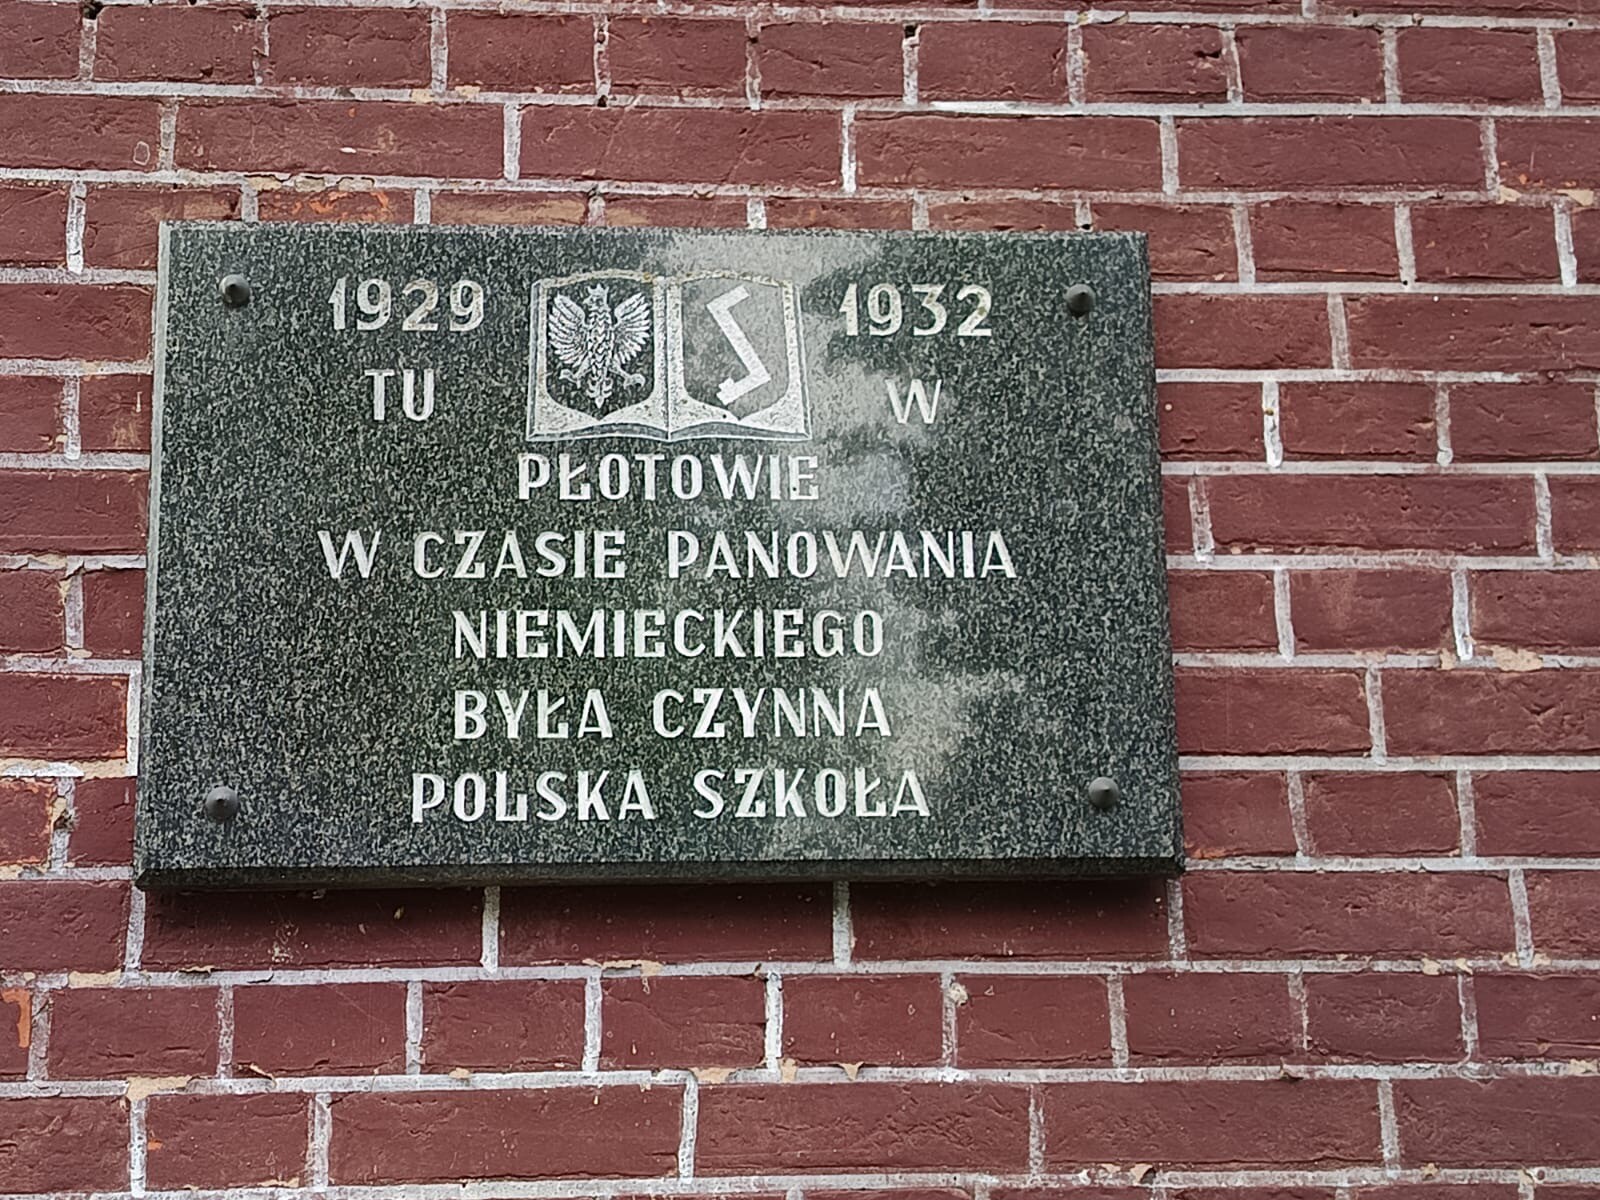 1929 1932
TU W
PŁOTOWIE
W CZASIE PANOWANIA
NIEMIECKIEGO
BYŁA CZYNNA
POLSKA SZKOŁA